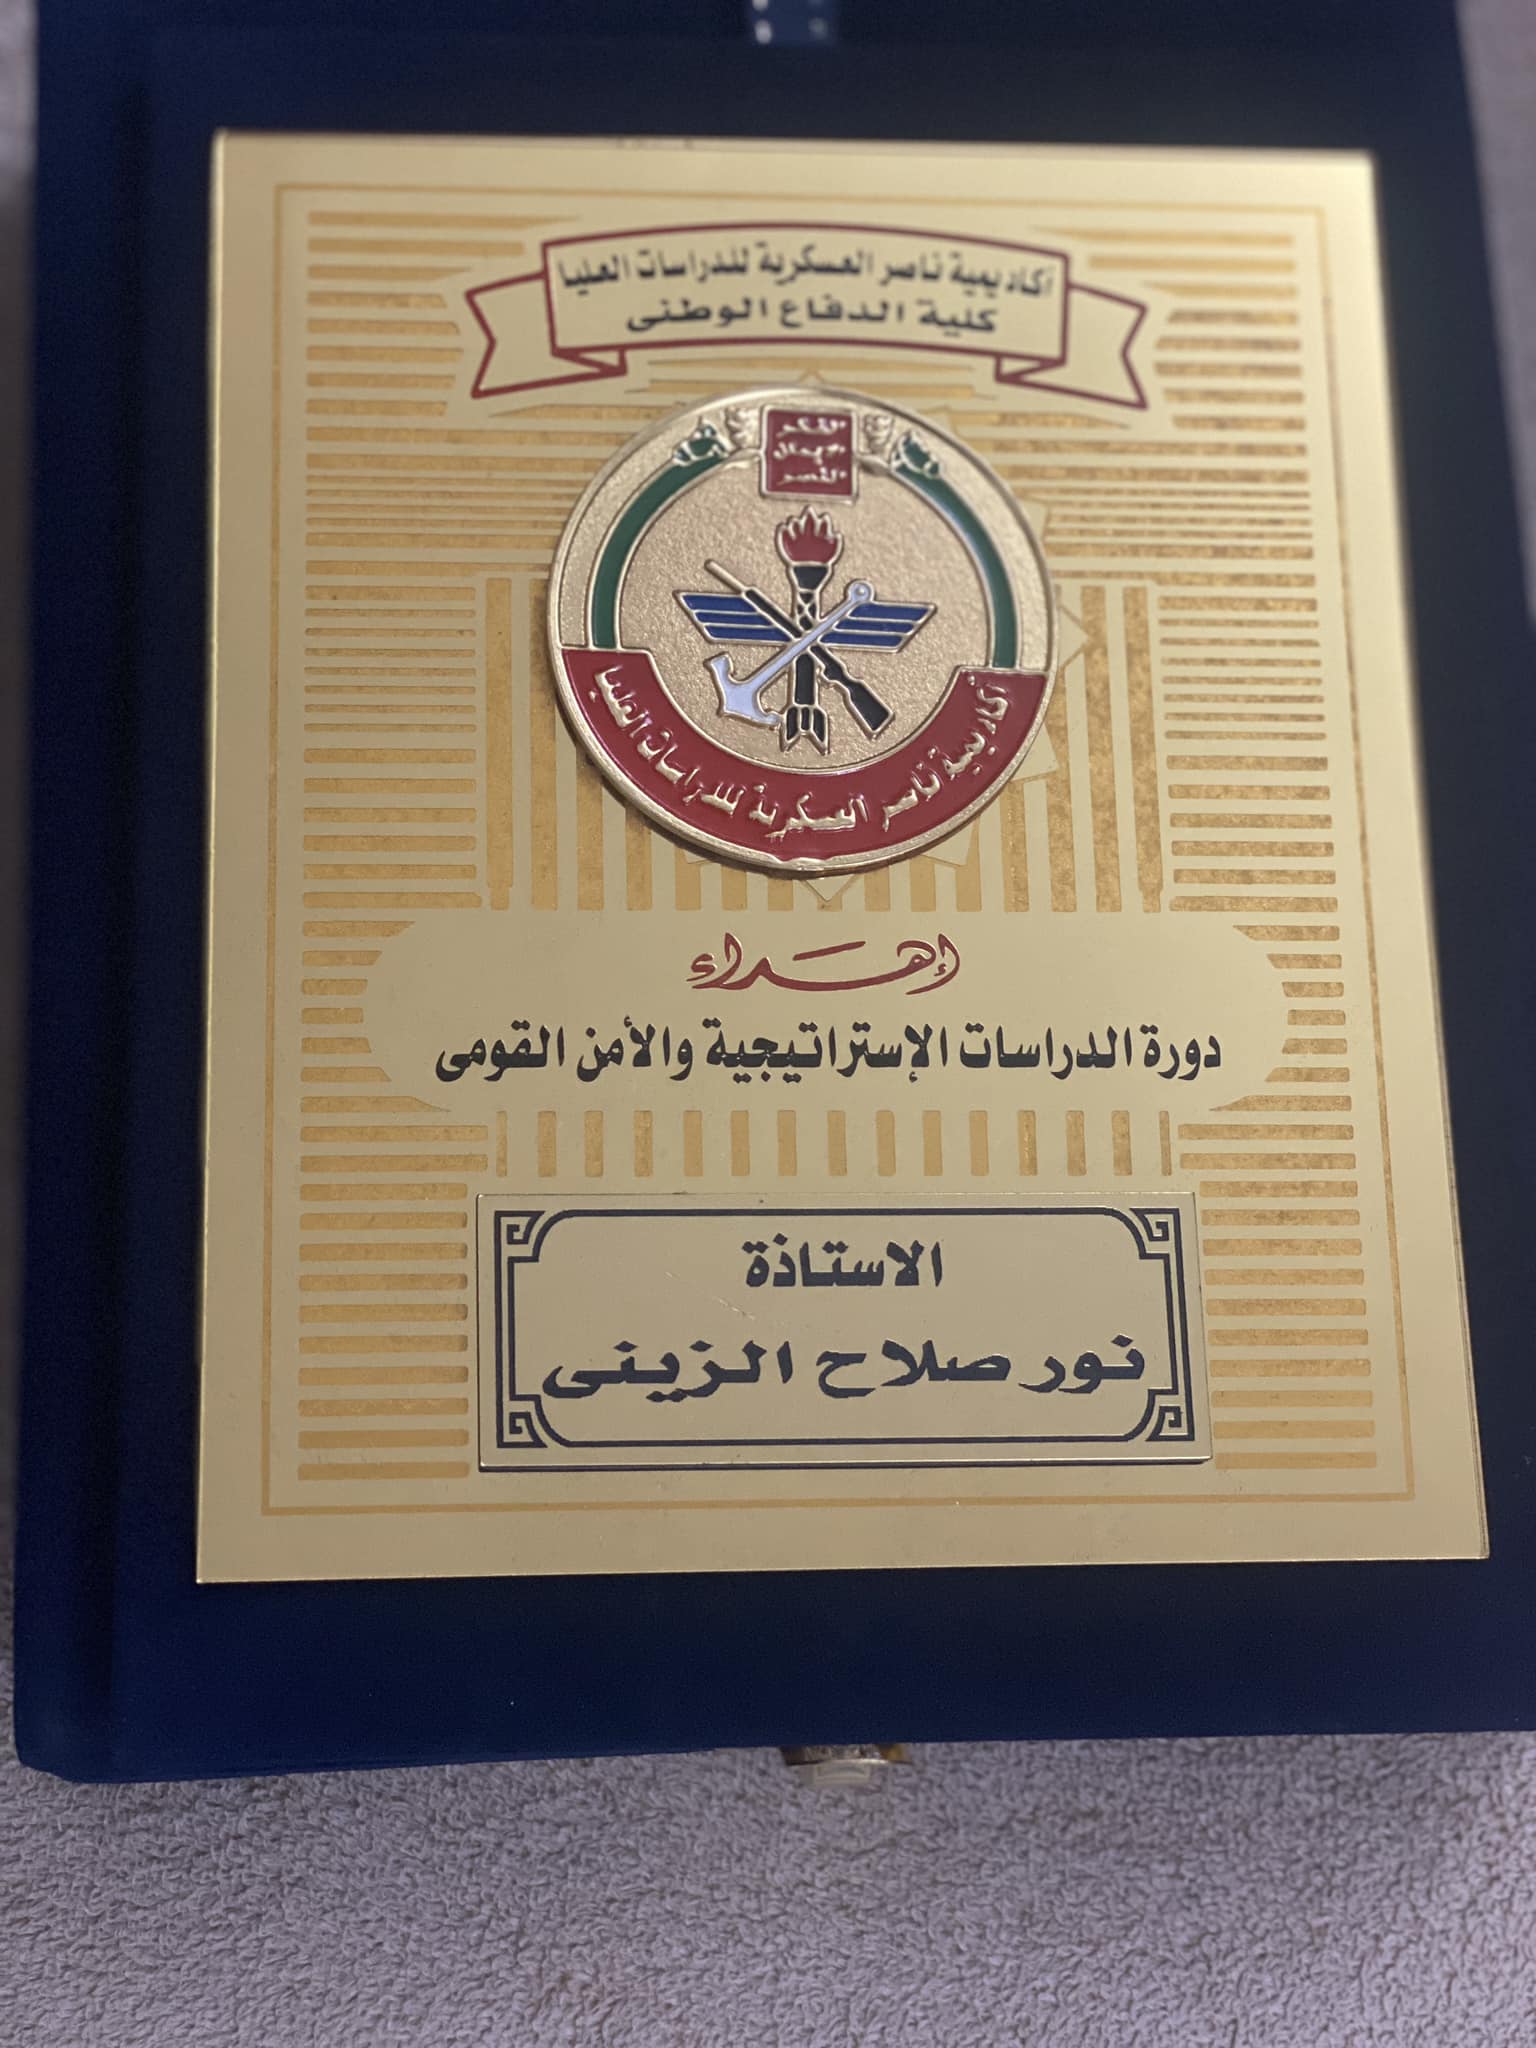 أكاديمية ناصر العسكرية للدراسات العليا
كلية الدفاع الوطنى
أكاديمية ناصر العسكرية للدراسات العليا
إهداء
دورة الدراسات الإستراتيجية والأمن القومى
الاستاذة
نور صلاح الزينى